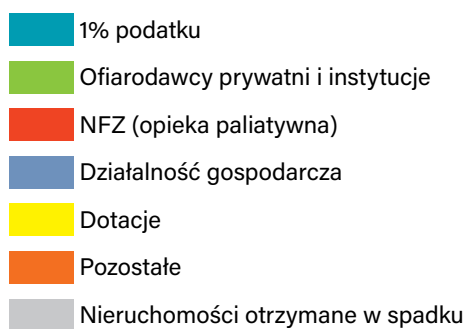 1% podatku
Ofiarodawcy prywatni i instytucje
NFZ (opieka paliatywna)
Działalność gospodarcza
Dotacje
Pozostałe
Nieruchomości otrzymane w spadku